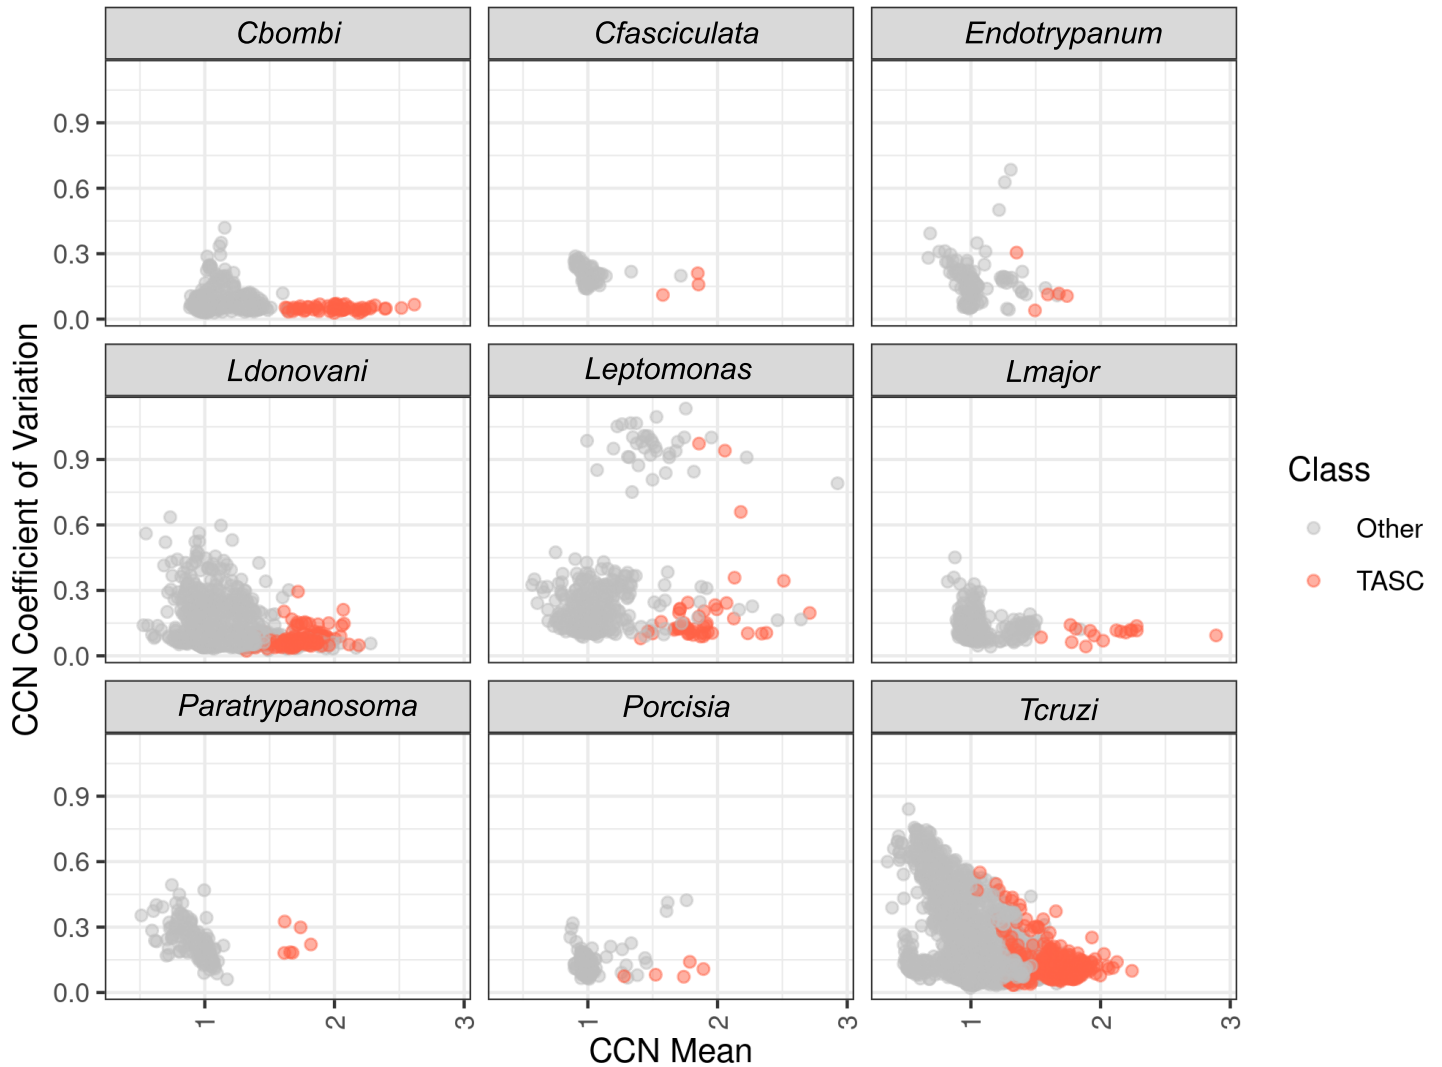 Cbombi
Cfasciculata
Endotrypanum
0.9
0.6
0.3
0.0
Ldonovani
Leptomonas
Lmajor
0.9
0.6
0.3
0.0
Paratrypanosoma
Porcisia
Tcruzi
0.9
0.6
0.3
0.0
1
2
3
1
2
3
1
2
3
CCN Mean
CCN Coefficient of Variation
Class
Other
TASC